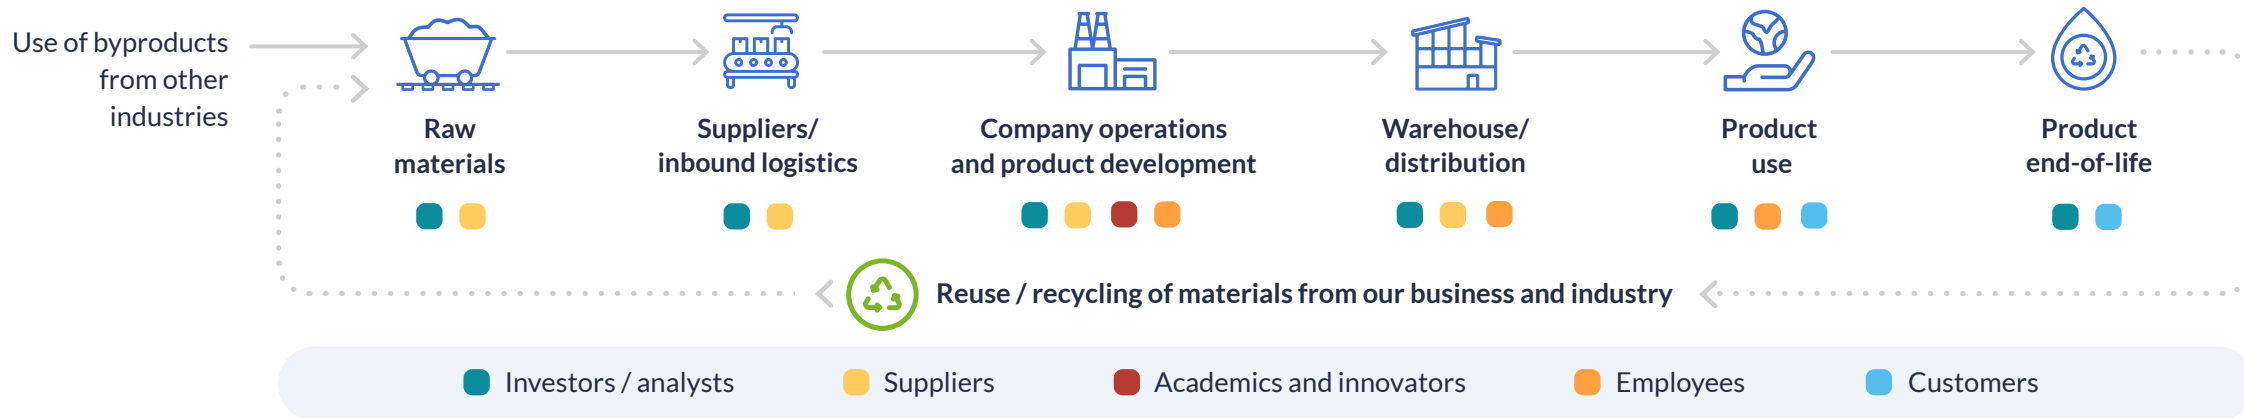 Use of byproducts
from other
industries
Raw
materials
Suppliers/
inbound logistics
Company operations
and product development
Warehouse/
distribution
Product
use
Product
end-of-life
Reuse / recycling of materials from our business and industry
Investors / analysts
Suppliers
Academics and innovators
Employees
Customers